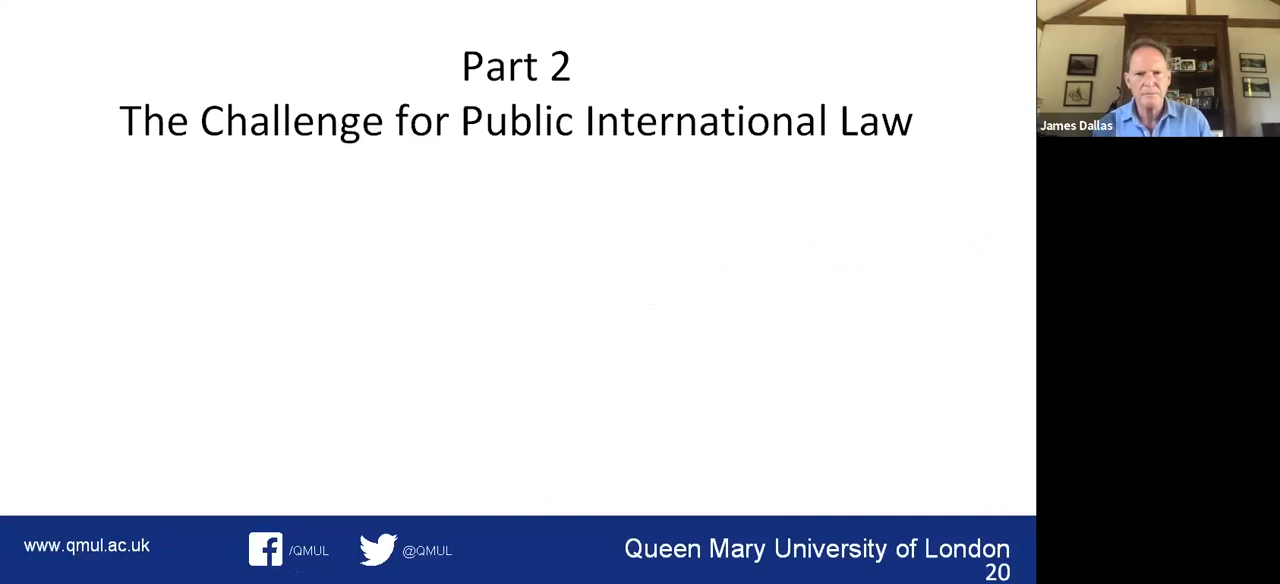 Part 2
The Challenge for Public International Law
James Dallas
www.qmul.ac.uk
/QMUL
@QMUL
Queen Mary University of London
20